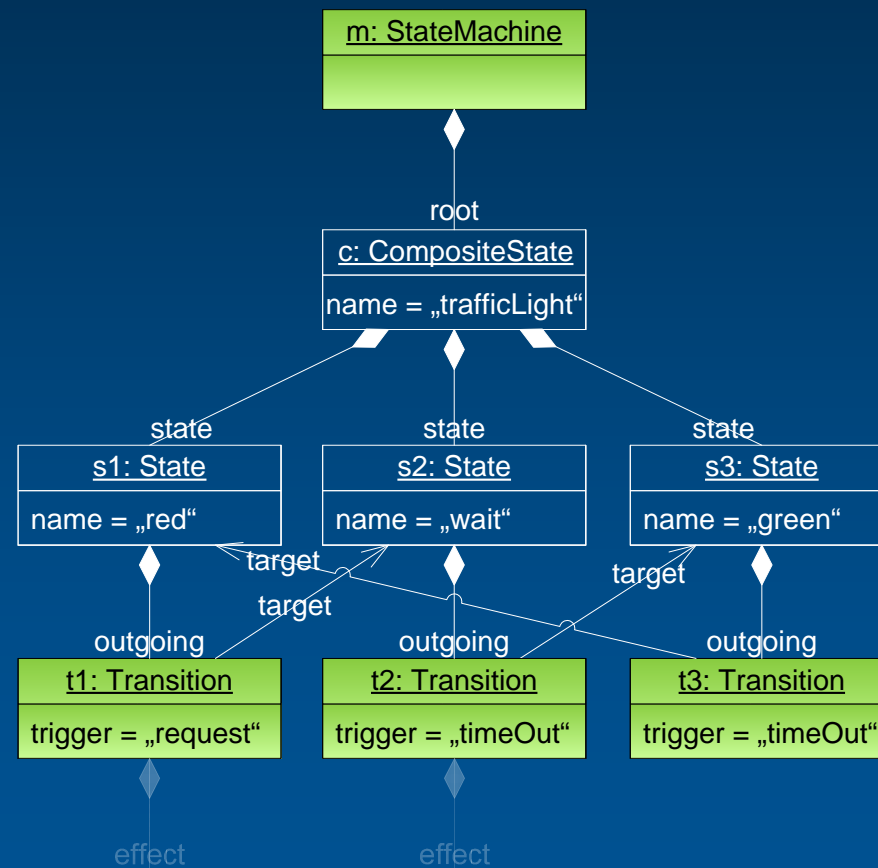 m: StateMachine
root
c: CompositeState
name = „trafficLight“
state
state
state
s1: State
s2: State
s3: State
name = „red“
name = „wait“
name = „green“
target
target
target
outgoing
outgoing
outgoing
t1: Transition
t2: Transition
t3: Transition
trigger = „request“
trigger = „timeOut“
trigger = „timeOut“
effect
effect